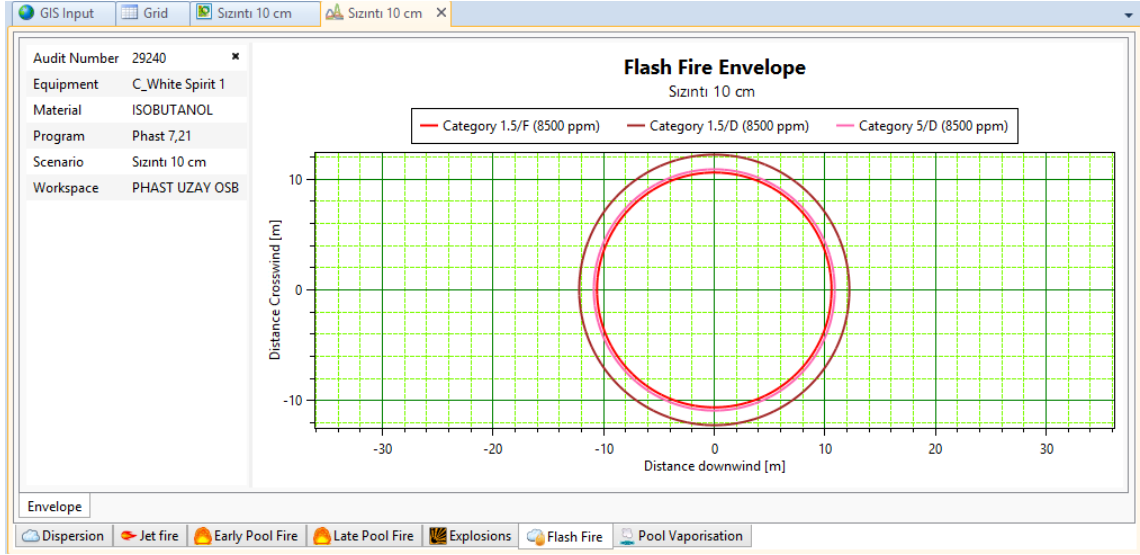 GIS Input Grid Sızıntı 10 cm Sızıntı 10 cm
Audit Number 29240
Equipment C_White Spirit 1
Material ISOBUTANOL
Program Phast 7,21
Scenario Sızıntı 10 cm
Workspace PHAST UZAY OSB
Flash Fire Envelope
Sızıntı 10 cm
Category 1.5/F (8500 ppm) Category 1.5/D (8500 ppm) Category 5/D (8500 ppm)
Distance Crosswind [m]
10
0
-10
-30 -20 -10 0 10 20 30
Distance downwind [m]
Envelope
Dispersion Jet fire Early Pool Fire Late Pool Fire Explosions Flash Fire Pool Vaporisation